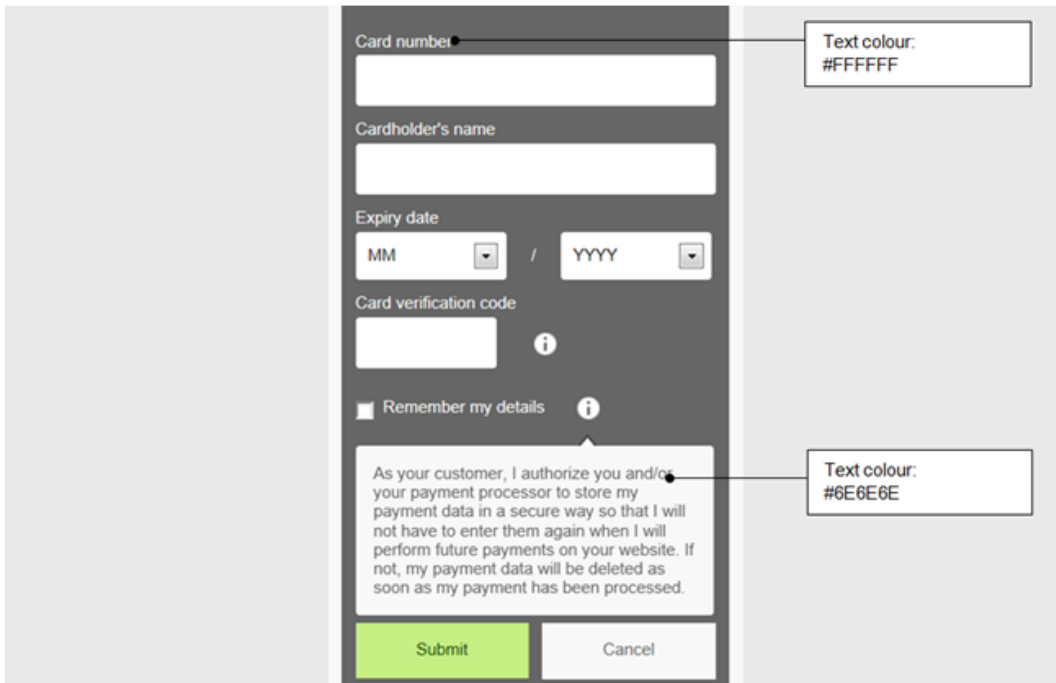 Card number
Text colour:
#FFFFFF
Cardholder's name
Expiry date
MM / YYYY
Card verification code
i
Remember my details i
As your customer, I authorize you and/or
your payment processor to store my
payment data in a secure way so that I will
not have to enter them again when I will
perform future payments on your website. If
not, my payment data will be deleted as
soon as my payment has been processed.
Text colour:
#6E6E6E
Submit Cancel